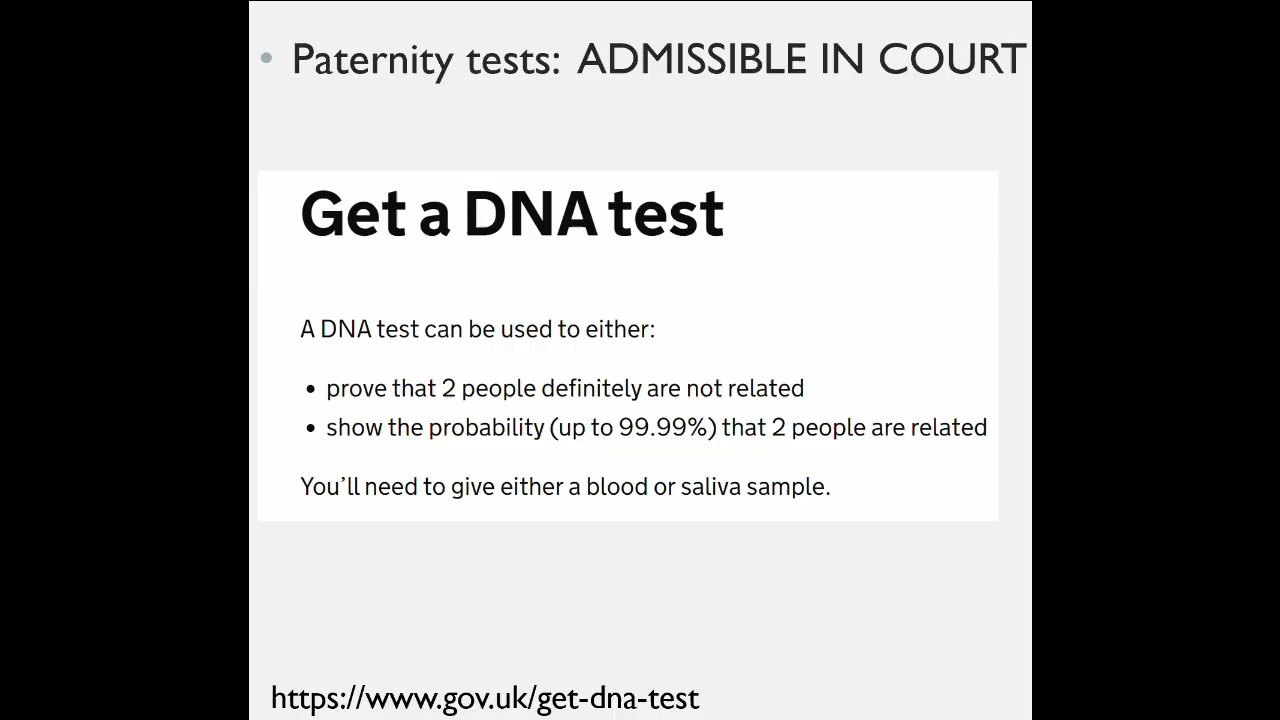 • Paternity tests: ADMISSIBLE IN COURT
Get a DNA test
A DNA test can be used to either:
• prove that 2 people definitely are not related
• show the probability (up to 99.99%) that 2 people are related
You’ll need to give either a blood or saliva sample.
https://www.gov.uk/get-dna-test